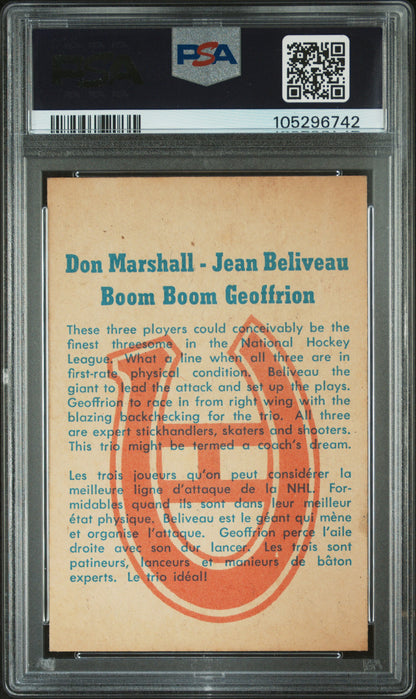 PSA
105296742
Don Marshall - Jean Beliveau
Boom Boom Geoffrion
These three players could conceivably be the
finest threesome in the National Hockey
League. What a line when all three are in
first-rate physical condition. Beliveau the
giant to lead the attack and set up the plays.
Geoffrion to race in from right wing with the
blazing backchecking for the trio. All three
are expert stickhandlers, skaters and shooters.
This trio might be termed a coach's dream.
Les trois joueurs qu'on peut considérer la
meilleure ligne d'attaque de la NHL. For-
midables quand ils sont dans leur meilleur
état physique. Beliveau est le géant qui mène
et organise l'attaque. Geoffrion perce l'aile
droite avec son dur lancer. Les trois sont
patineurs, lanceurs et manieurs de bâton
experts. Le trio idéal!